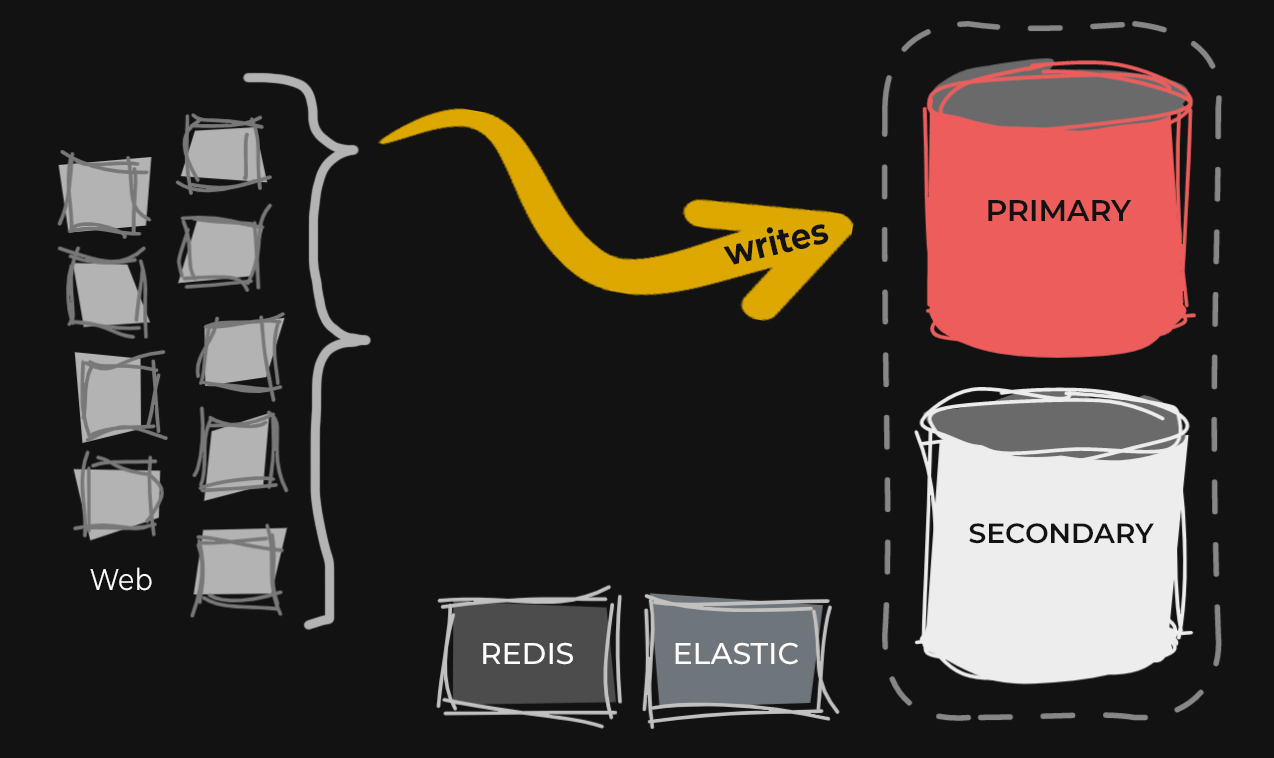 writes
PRIMARY
SECONDARY
Web
REDIS
ELASTIC